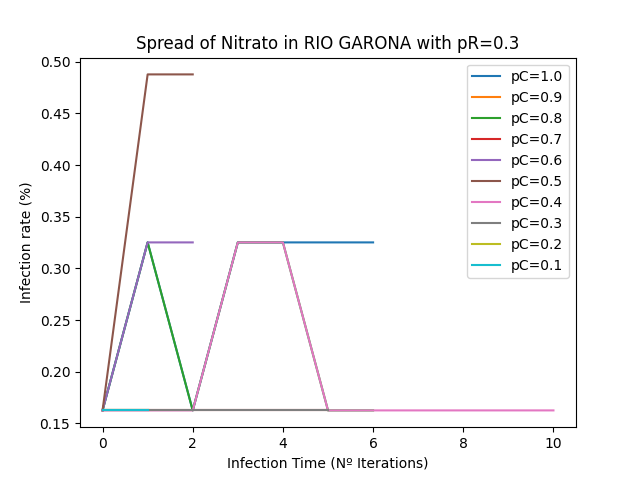 Spread of Nitrato in RIO GARONA with pR=0.3
0.50
0.45
0.40
0.35
0.30
0.25
0.20
0.15
Infection rate (%)
pC=1.0
pC=0.9
pC=0.8
pC=0.7
pC=0.6
pC=0.5
pC=0.4
pC=0.3
pC=0.2
pC=0.1
0 2 4 6 8 10
Infection Time (Nº Iterations)